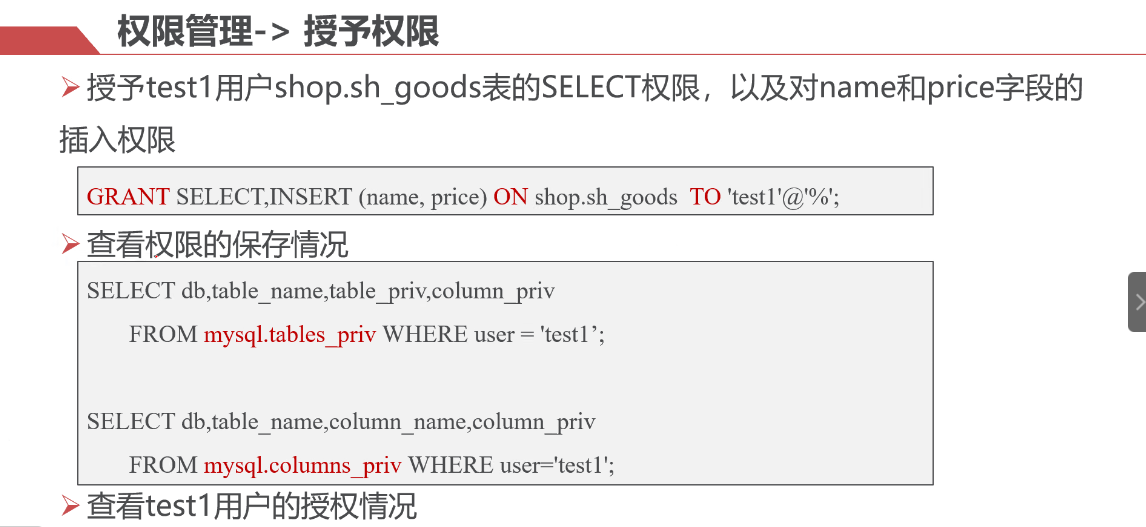 权限管理-> 授予权限
授予test1用户shop.sh_goods表的SELECT权限，以及对name和price字段的
插入权限
GRANT SELECT,INSERT (name, price) ON shop.sh_goods  TO 'test1'@'%';
查看权限的保存情况
SELECT db,table_name,table_priv,column_priv
FROM mysql.tables_priv WHERE user = 'test1’;
SELECT db,table_name,column_name,column_priv
FROM mysql.columns_priv WHERE user='test1';
查看test1用户的授权情况